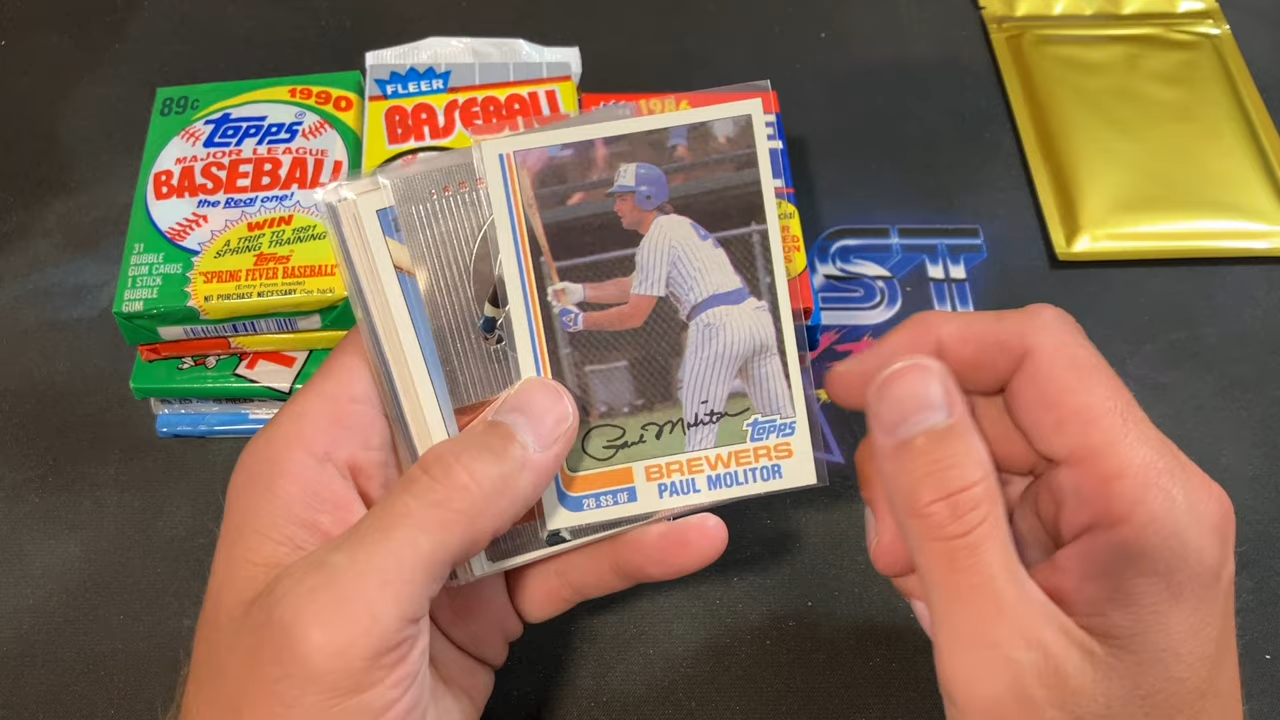 89¢
1990
Topps
MAJOR LEAGUE
BASEBALL
the Real one!
WIN
A TRIP TO 1991
SPRING TRAINING
Topps
"SPRING FEVER BASEBALL"
(Entry Form Inside)
NO PURCHASE NECESSARY (See back)
31
BUBBLE
GUM CARDS
1 STICK
BUBBLE
GUM
FLEER
BASEBALL
1986
Paul Molitor
Topps
BREWERS
PAUL MOLITOR
2B-SS-OF
ST